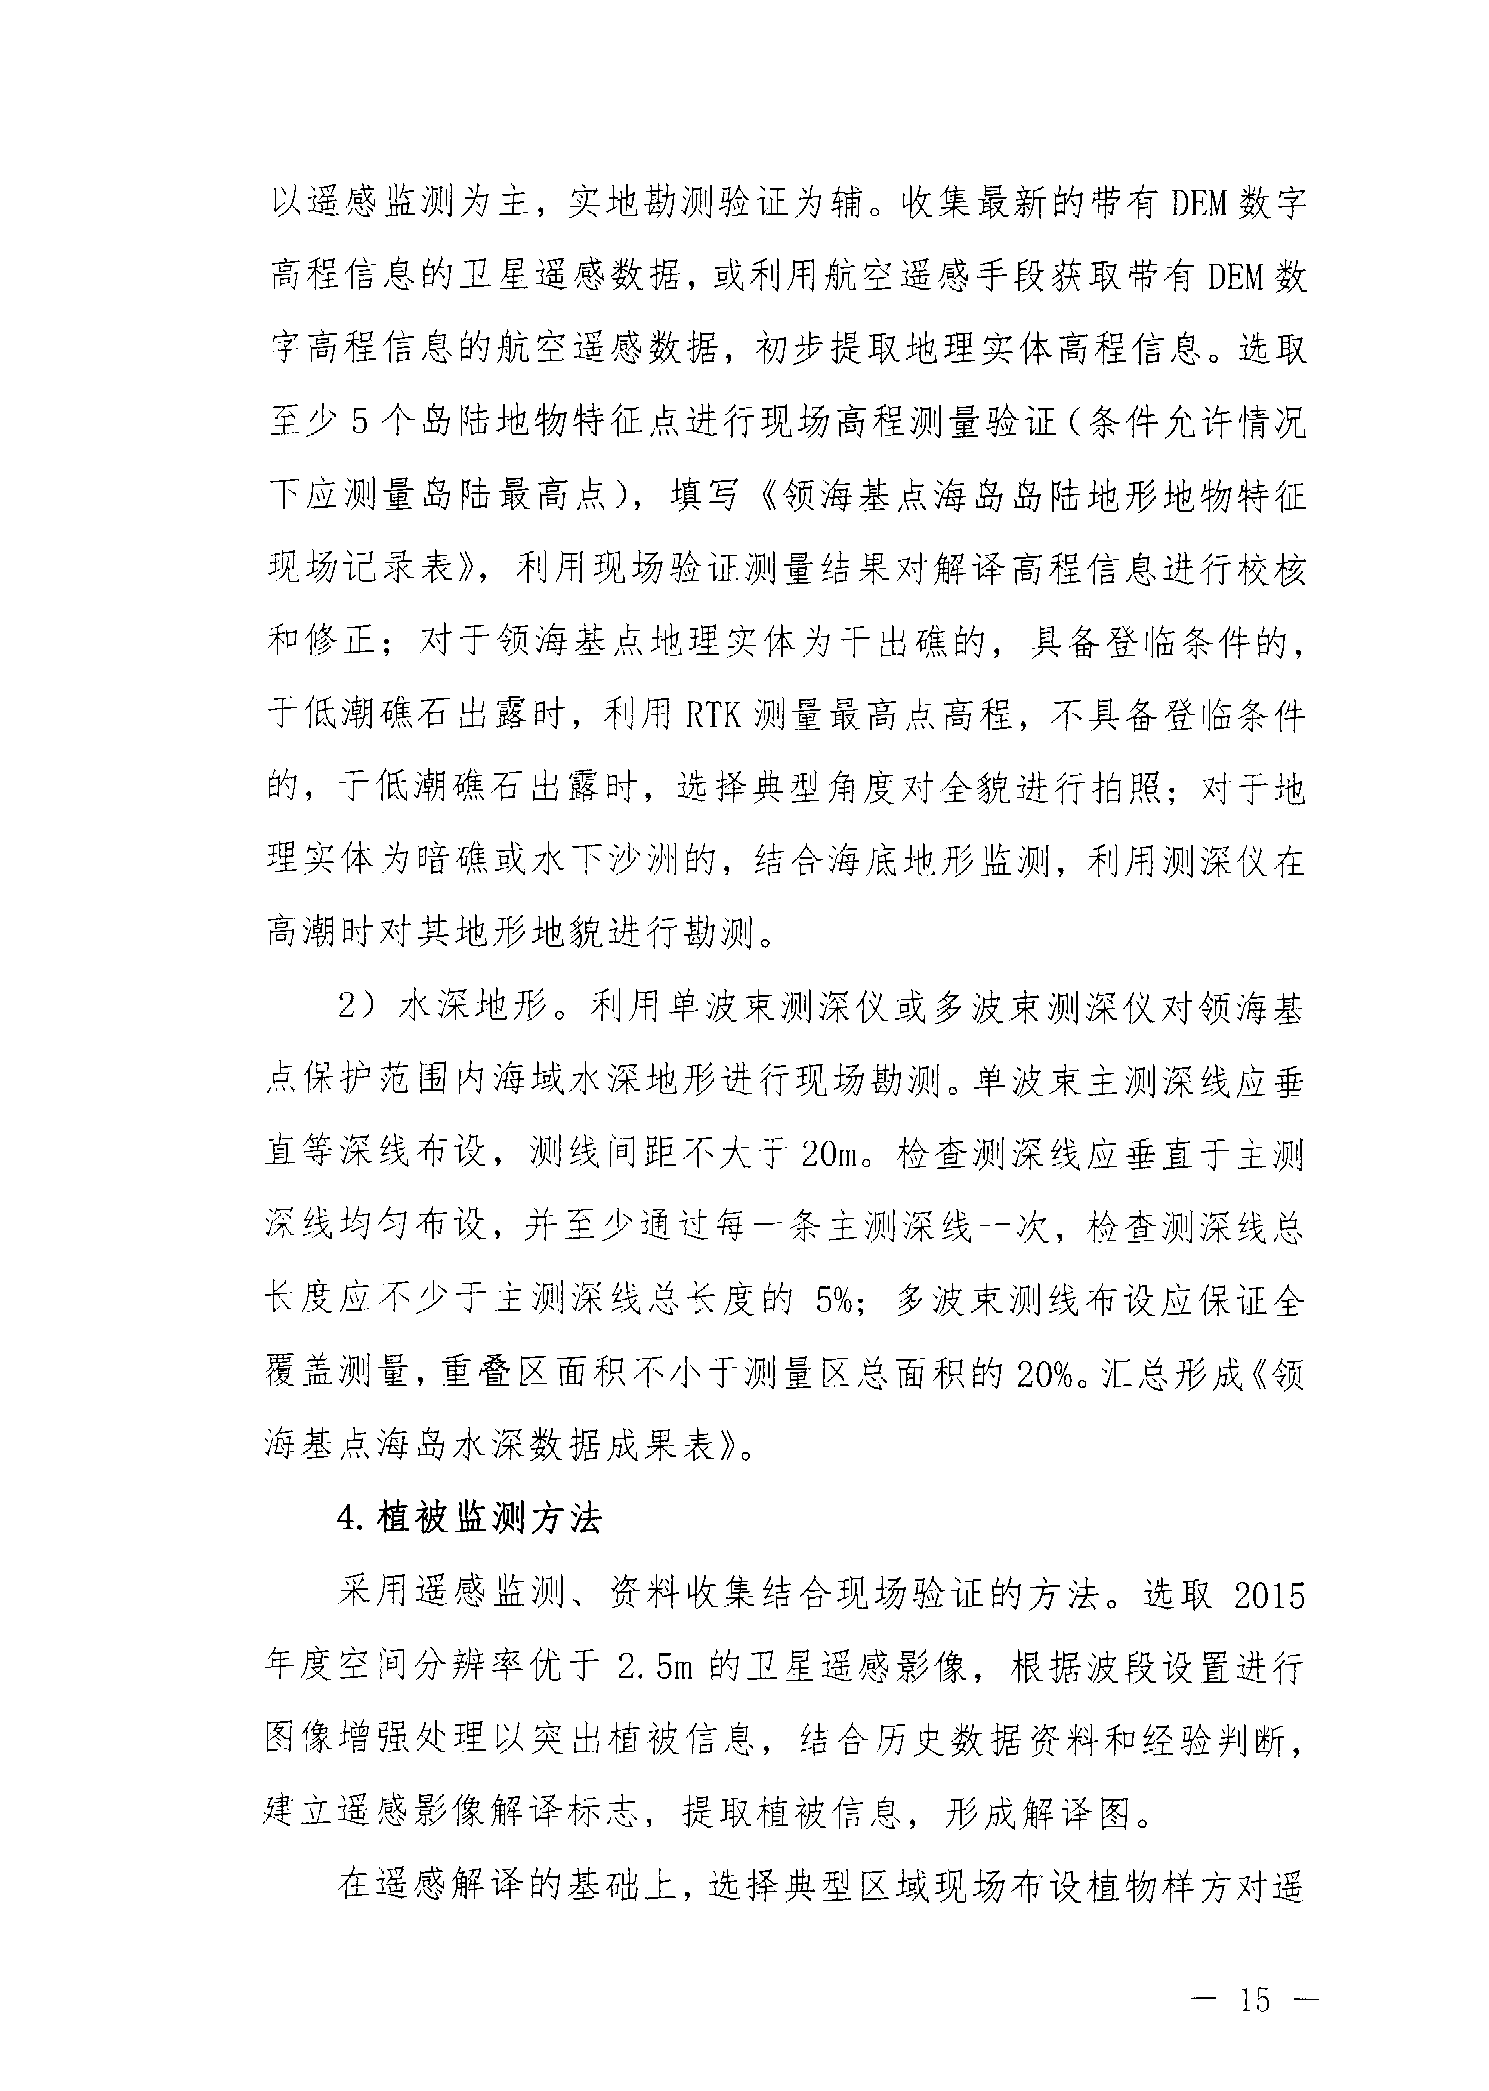 以遥感监测为主，实地勘测验证为辅。收集最新的带有 DEM 数字
高程信息的卫星遥感数据，或利用航空遥感手段获取带有 DEM 数
字高程信息的航空遥感数据，初步提取地理实体高程信息。选取
至少 5 个岛陆地物特征点进行现场高程测量验证（条件允许情况
下应测量岛陆最高点），填写《领海基点海岛岛陆地形地物特征
现场记录表》，利用现场验证测量结果对解译高程信息进行校核
和修正；对于领海基点地理实体为干出礁的，具备登临条件的，
于低潮礁石出露时，利用 RTK 测量最高点高程，不具备登临条件
的，于低潮礁石出露时，选择典型角度对全貌进行拍照；对于地
理实体为暗礁或水下沙洲的，结合海底地形监测，利用测深仪在
高潮时对其地形地貌进行勘测。
2）水深地形。利用单波束测深仪或多波束测深仪对领海基
点保护范围内海域水深地形进行现场勘测。单波束主测深线应垂
直等深线布设，测线间距不大于 20m。检查测深线应垂直于主测
深线均匀布设，并至少通过每一条主测深线一次，检查测深线总
长度应不少于主测深线总长度的 5%；多波束测线布设应保证全
覆盖测量，重叠区面积不小于测量区总面积的 20%。汇总形成《领
海基点海岛水深数据成果表》。
4. 植被监测方法
采用遥感监测、资料收集结合现场验证的方法。选取 2015
年度空间分辨率优于 2.5m 的卫星遥感影像，根据波段设置进行
图像增强处理以突出植被信息，结合历史数据资料和经验判断，
建立遥感影像解译标志，提取植被信息，形成解译图。
在遥感解译的基础上，选择典型区域现场布设植物样方对遥
— 15 —